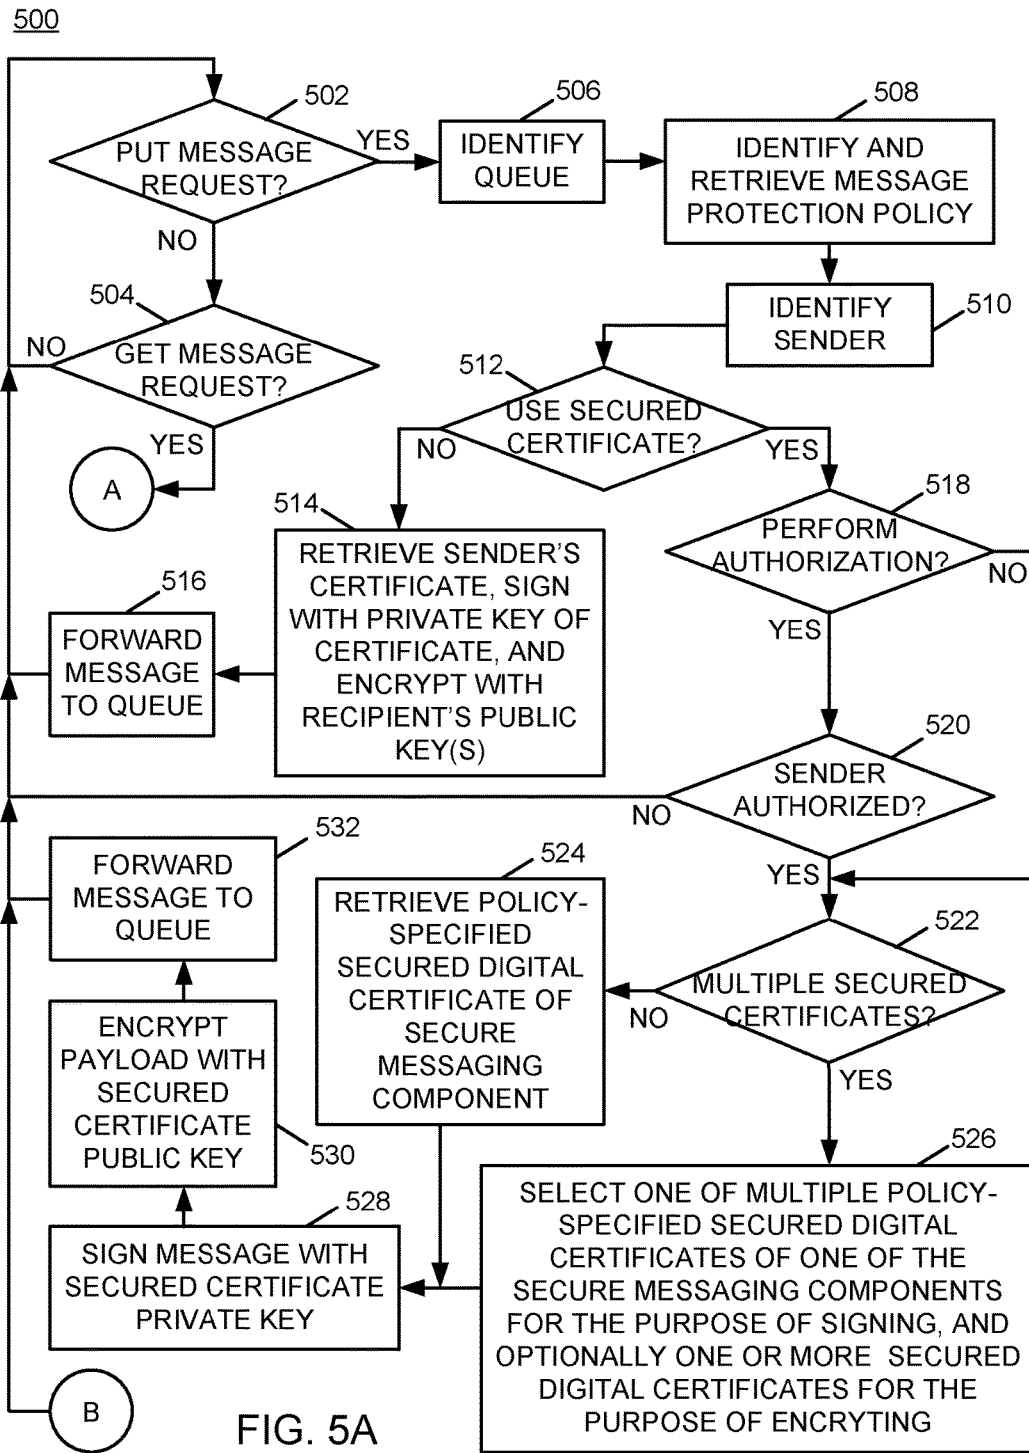 500
502
PUT MESSAGE
REQUEST?
YES
NO
506
IDENTIFY
QUEUE
508
IDENTIFY AND
RETRIEVE MESSAGE
PROTECTION POLICY
504
GET MESSAGE
REQUEST?
NO
YES
A
IDENTIFY
SENDER
510
512
USE SECURED
CERTIFICATE?
NO
YES
514
RETRIEVE SENDER'S
CERTIFICATE, SIGN
WITH PRIVATE KEY OF
CERTIFICATE, AND
ENCRYPT WITH
RECIPIENT'S PUBLIC
KEY(S)
516
FORWARD
MESSAGE
TO QUEUE
518
PERFORM
AUTHORIZATION?
NO
YES
520
SENDER
AUTHORIZED?
NO
YES
522
MULTIPLE SECURED
CERTIFICATES?
NO
YES
524
RETRIEVE POLICY-
SPECIFIED
SECURED DIGITAL
CERTIFICATE OF
SECURE
MESSAGING
COMPONENT
526
SELECT ONE OF MULTIPLE POLICY-
SPECIFIED SECURED DIGITAL
CERTIFICATES OF ONE OF THE
SECURE MESSAGING COMPONENTS
FOR THE PURPOSE OF SIGNING, AND
OPTIONALLY ONE OR MORE SECURED
DIGITAL CERTIFICATES FOR THE
PURPOSE OF ENCRYTING
528
SIGN MESSAGE WITH
SECURED CERTIFICATE
PRIVATE KEY
ENCRYPT
PAYLOAD WITH
SECURED
CERTIFICATE
PUBLIC KEY
530
532
FORWARD
MESSAGE TO
QUEUE
B
FIG. 5A